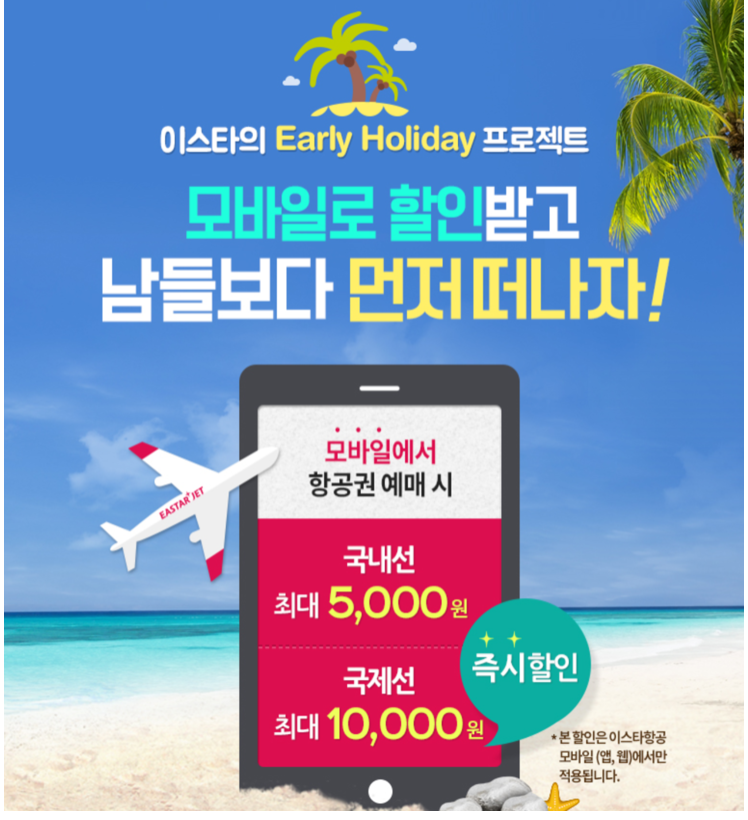 이스타의 Early Holiday 프로젝트
모바일로 할인받고
남들보다 먼저 떠나자!
모바일에서
항공권 예매 시
EASTAR JET
국내선
최대 5,000원
즉시할인
국제선
최대 10,000원
* 본 할인은 이스타항공
모바일 (앱, 웹)에서만
적용됩니다.